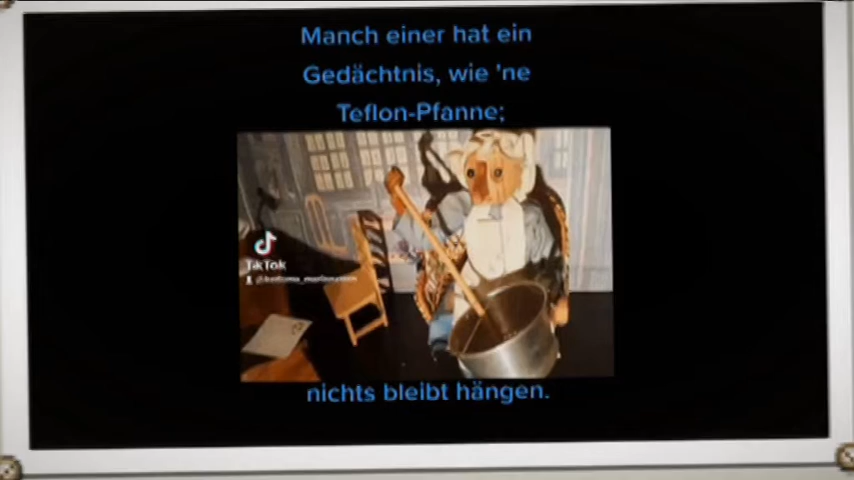 Manch einer hat ein
Gedächtnis, wie 'ne
Teflon-Pfanne;
TikTok
nichts bleibt hängen.